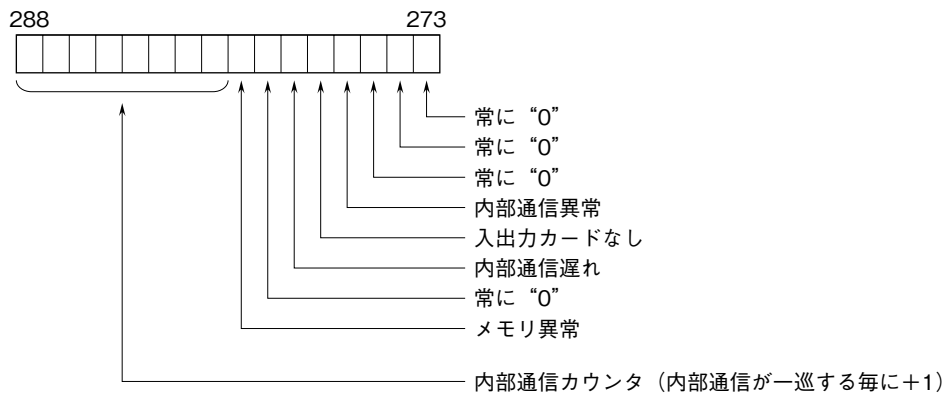 288 273
常に “0”
常に “0”
常に “0”
内部通信異常
入出力カードなし
内部通信遅れ
常に “0”
メモリ異常
内部通信カウンタ（内部通信が一巡する毎に＋1）